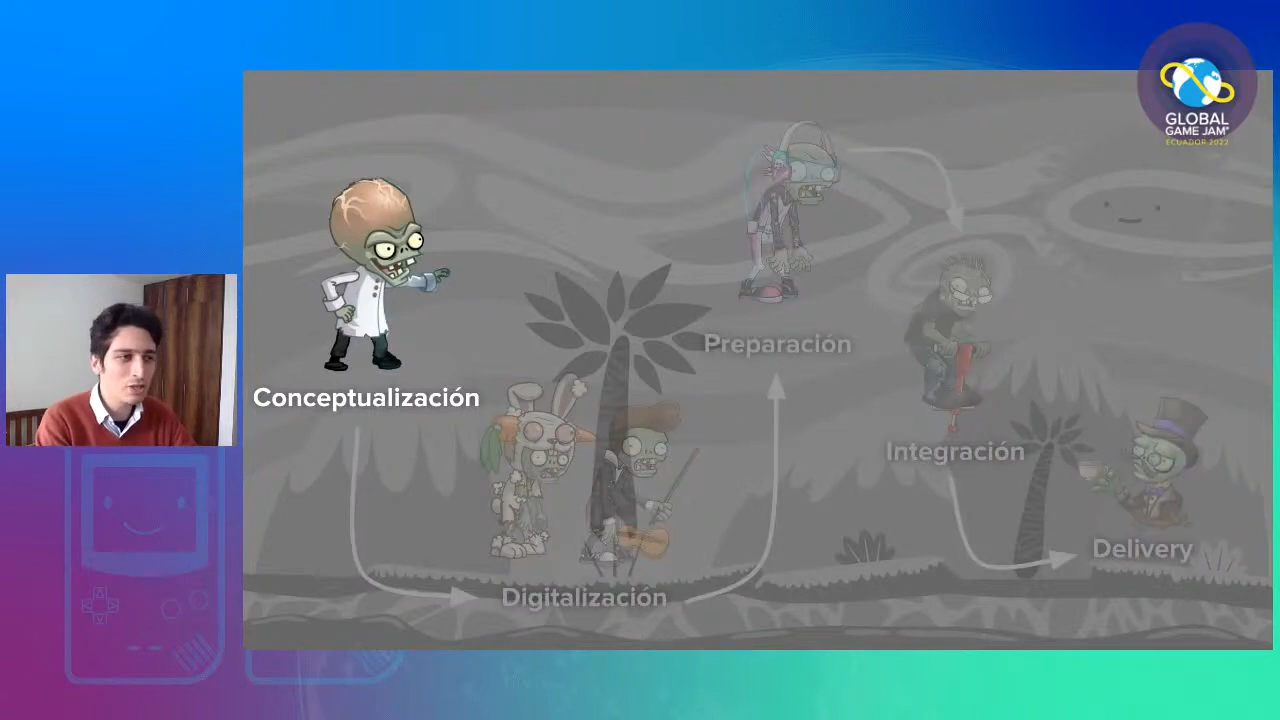 GLOBAL
GAME JAM
ECUADOR 2022
Preparación
Conceptualización
Integración
Delivery
Digitalización